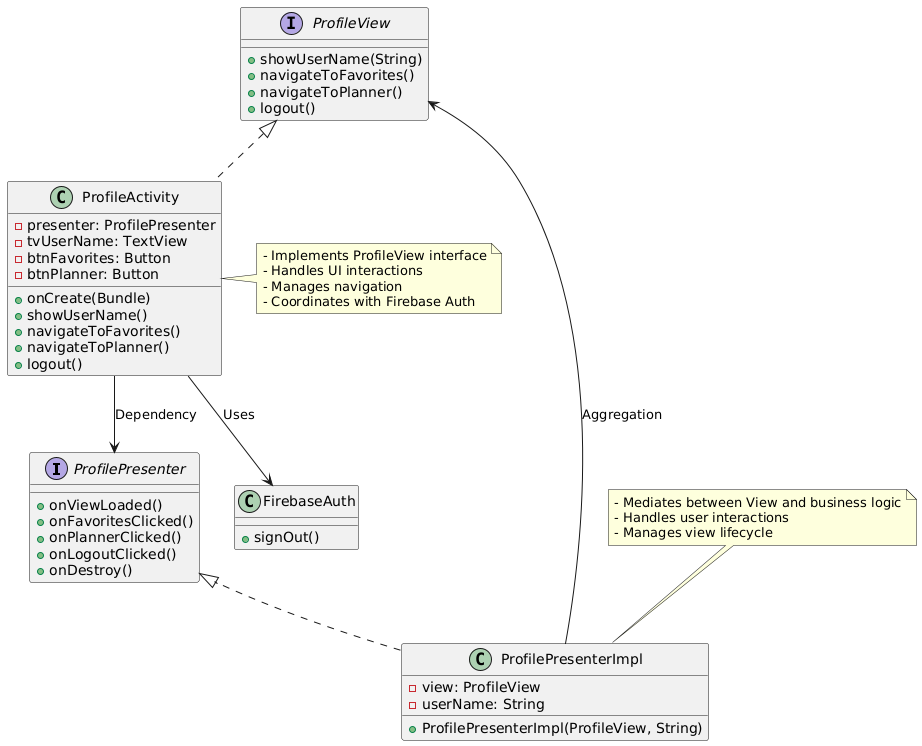 I ProfileView
showUserName(String)
navigateToFavorites()
navigateToPlanner()
logout()
C ProfileActivity
presenter: ProfilePresenter
tvUserName: TextView
btnFavorites: Button
btnPlanner: Button
onCreate(Bundle)
showUserName()
navigateToFavorites()
navigateToPlanner()
logout()
- Implements ProfileView interface
- Handles UI interactions
- Manages navigation
- Coordinates with Firebase Auth
Dependency
Uses
Aggregation
I ProfilePresenter
onViewLoaded()
onFavoritesClicked()
onPlannerClicked()
onLogoutClicked()
onDestroy()
C FirebaseAuth
signOut()
- Mediates between View and business logic
- Handles user interactions
- Manages view lifecycle
C ProfilePresenterImpl
view: ProfileView
userName: String
ProfilePresenterImpl(ProfileView, String)